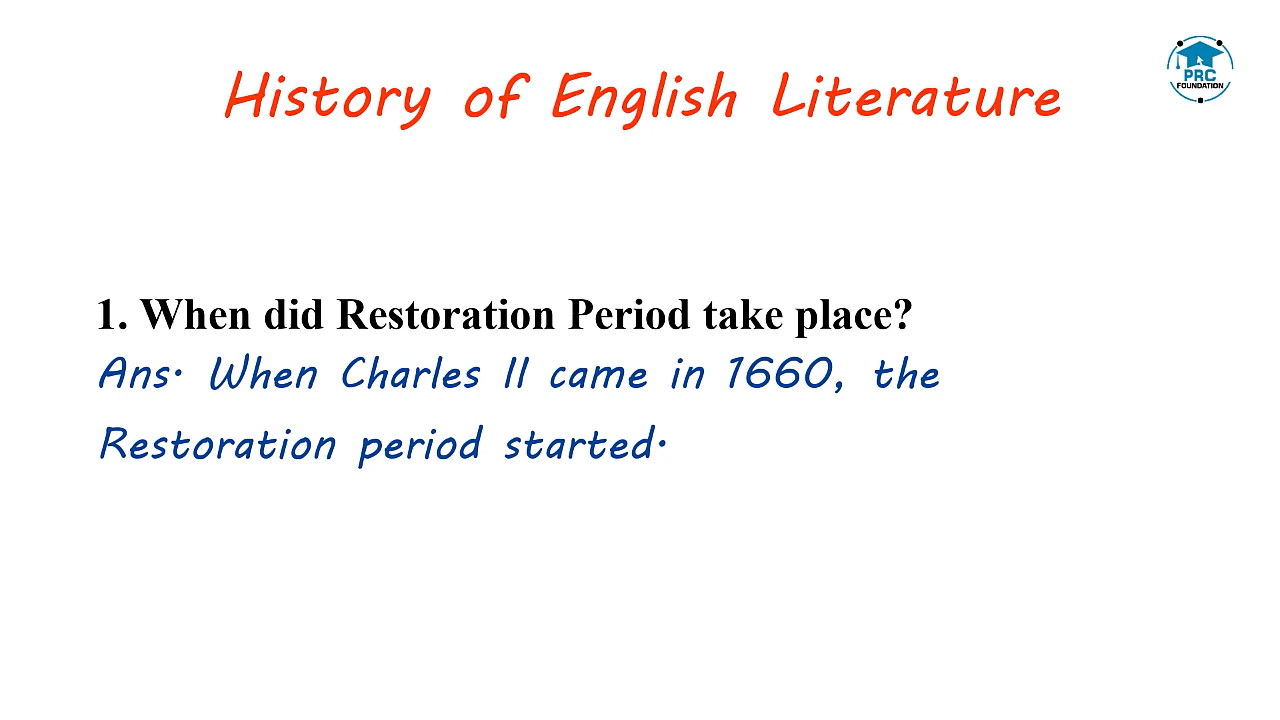 PRC
FOUNDATION
History of English Literature
1. When did Restoration Period take place?
Ans. When Charles II came in 1660, the
Restoration period started.